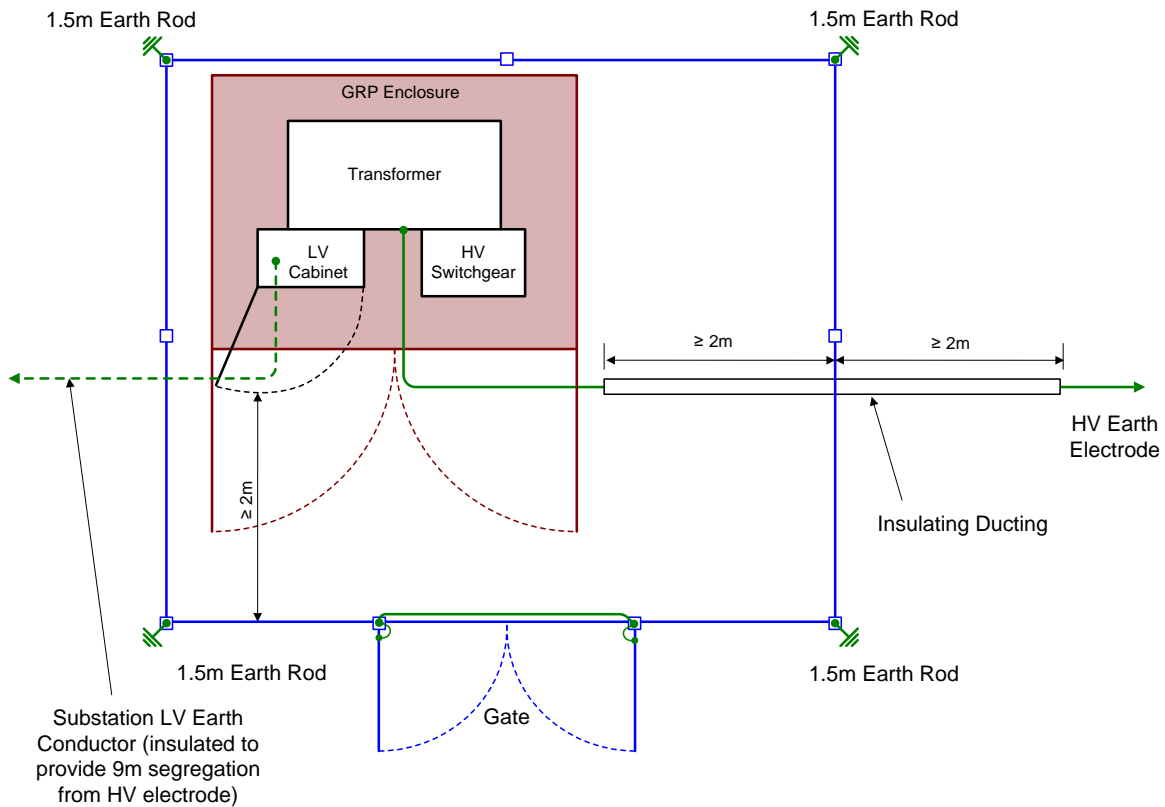 1.5m Earth Rod
1.5m Earth Rod
GRP Enclosure
Transformer
LV
Cabinet
HV
Switchgear
≥ 2m
≥ 2m
HV Earth
Electrode
≥ 2m
Insulating Ducting
1.5m Earth Rod
1.5m Earth Rod
Gate
Substation LV Earth
Conductor (insulated to
provide 9m segregation
from HV electrode)